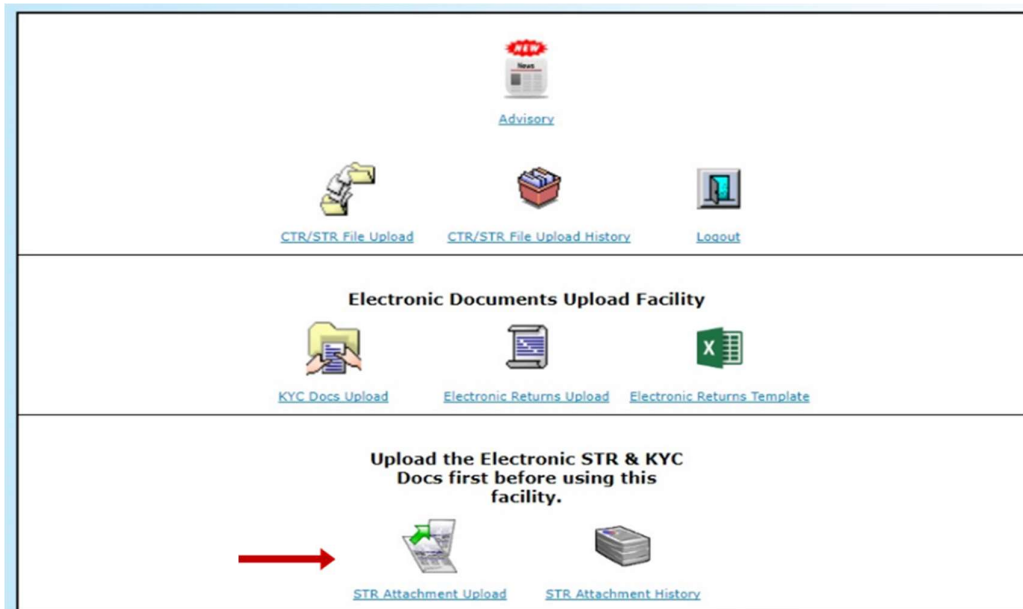 NEW
News
Advisory
CTR/STR File Upload CTR/STR File Upload History Logout
Electronic Documents Upload Facility
KYC Docs Upload Electronic Returns Upload Electronic Returns Template
Upload the Electronic STR & KYC
Docs first before using this
facility.
STR Attachment Upload STR Attachment History